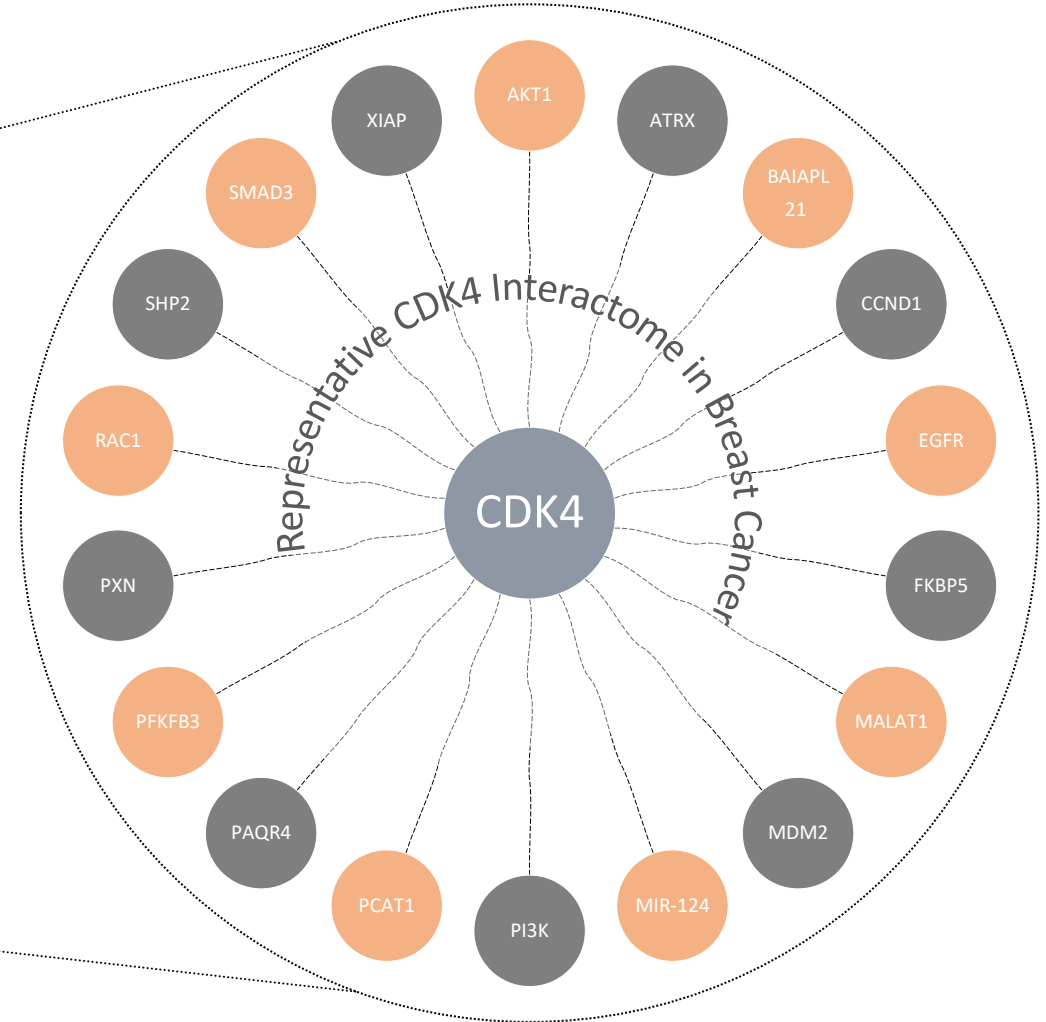 AKT1
ATRX
BAIAPL
21
CCND1
EGFR
FKBP5
MALAT1
MDM2
MIR-124
PI3K
PCAT1
PAQR4
PFKFB3
PXN
RAC1
SHP2
SMAD3
XIAP
Representative CDK4 Interactome in Breast Cancer
CDK4